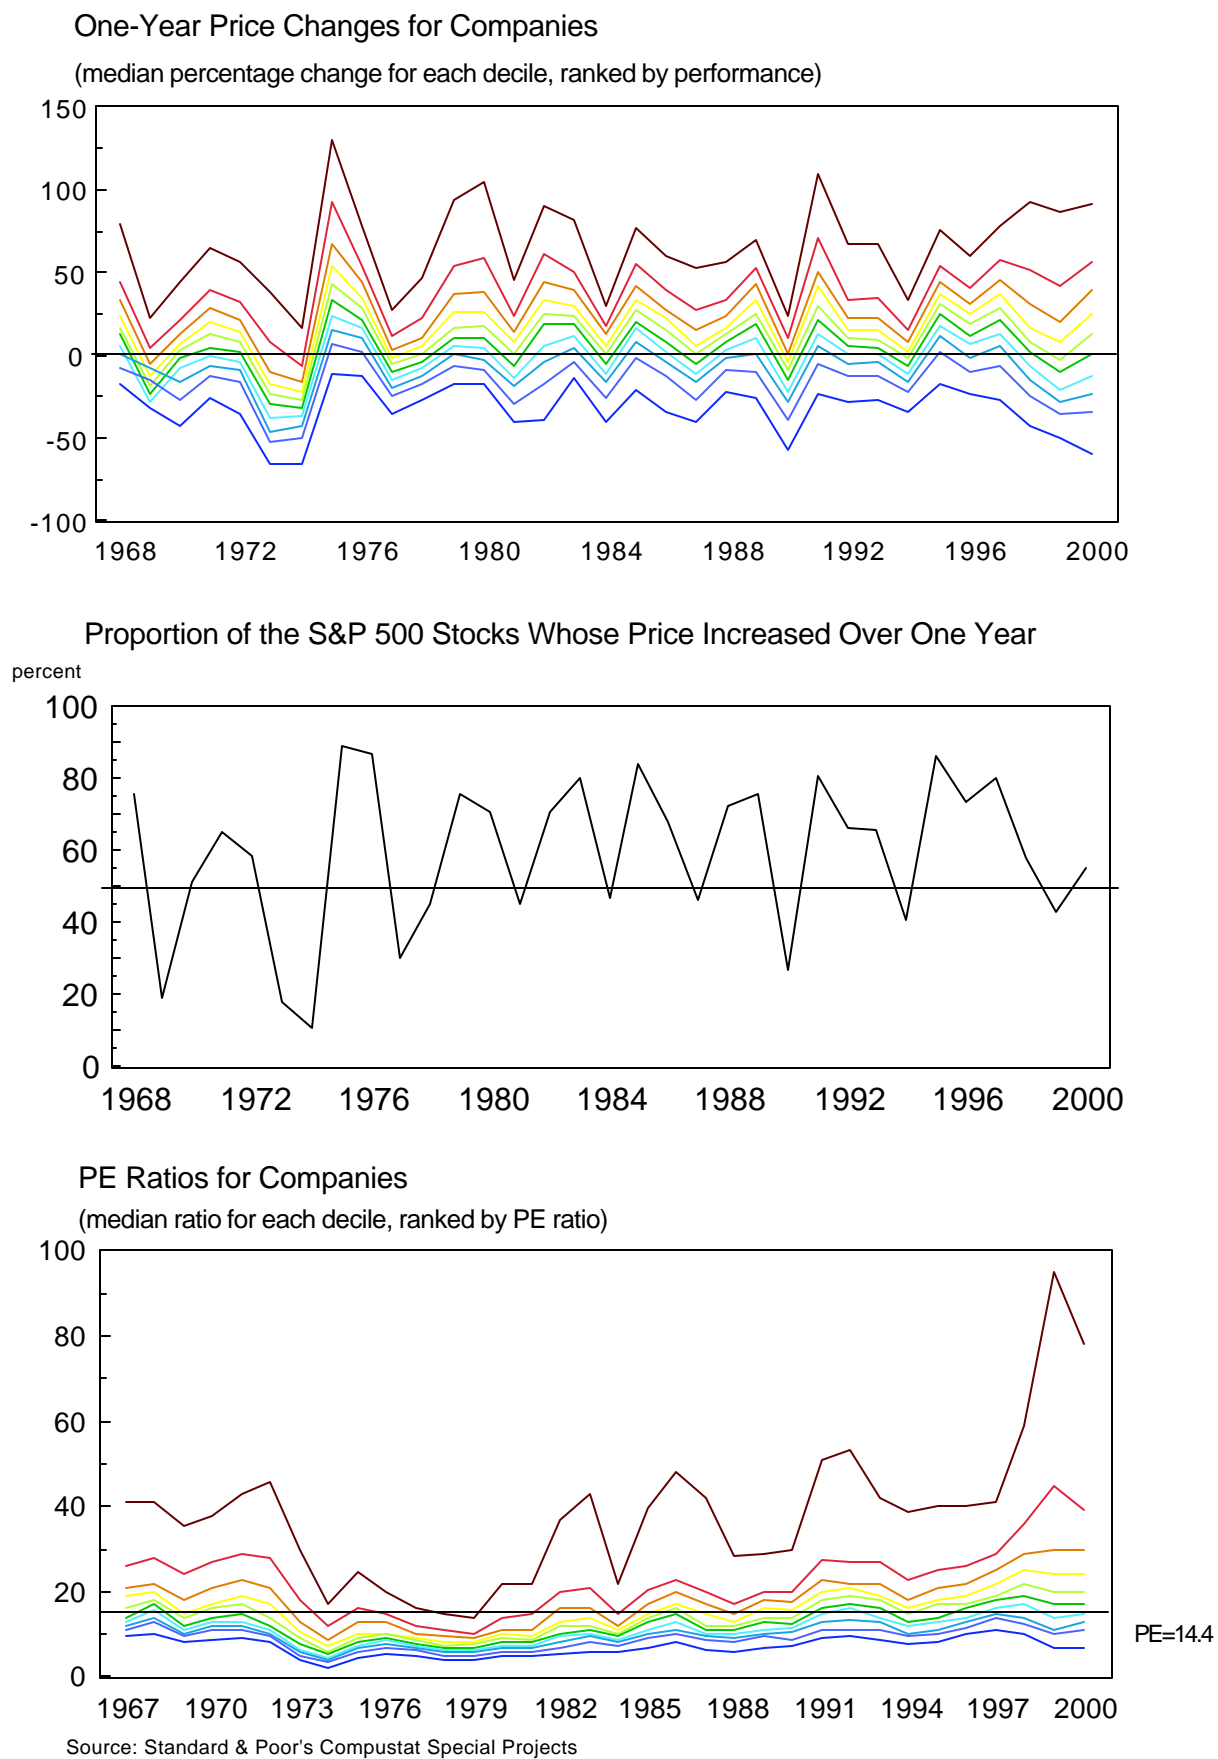 One-Year Price Changes for Companies
(median percentage change for each decile, ranked by performance)
150
100
50
0
-50
-100
1968 1972 1976 1980 1984 1988 1992 1996 2000
Proportion of the S&P 500 Stocks Whose Price Increased Over One Year
percent
100
80
60
40
20
0
1968 1972 1976 1980 1984 1988 1992 1996 2000
PE Ratios for Companies
(median ratio for each decile, ranked by PE ratio)
100
80
60
40
20
PE=14.4
0
1967 1970 1973 1976 1979 1982 1985 1988 1991 1994 1997 2000
Source: Standard & Poor's Compustat Special Projects